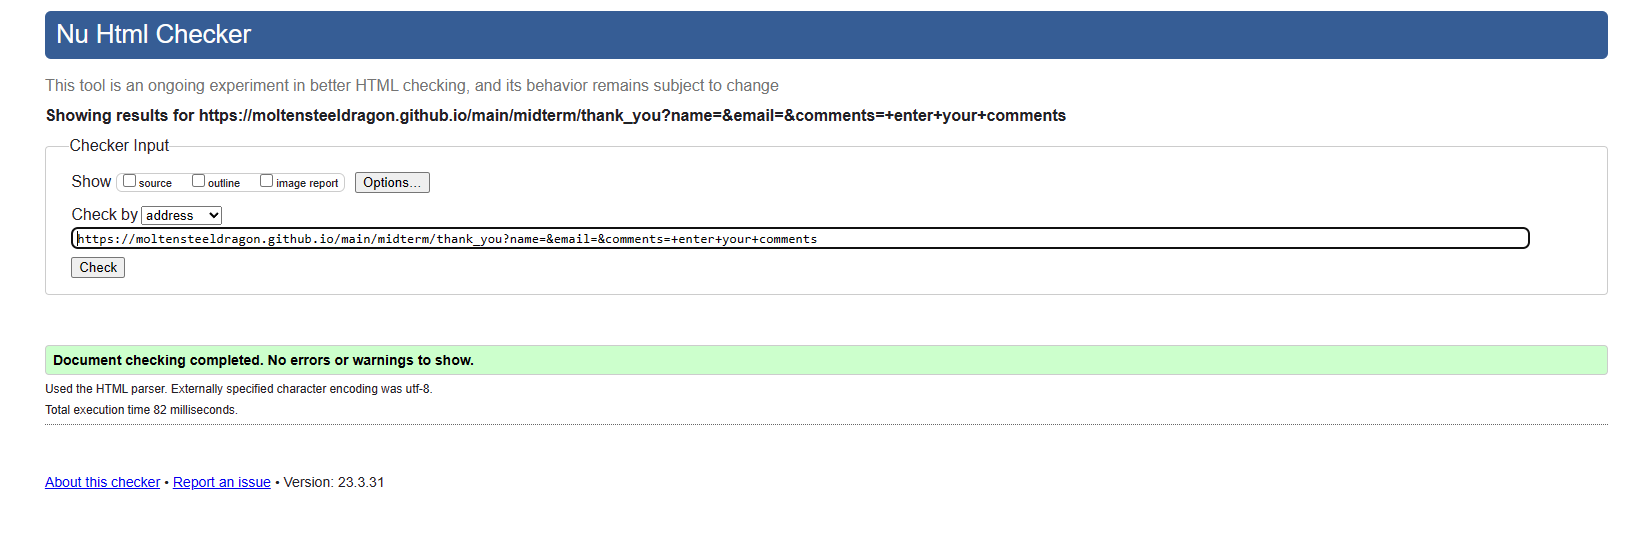 Nu Html Checker
This tool is an ongoing experiment in better HTML checking, and its behavior remains subject to change
Showing results for https://moltensteeldragon.github.io/main/midterm/thank_you?name=&email=&comments=+enter+your+comments
Checker Input
Show source outline image report Options...
Check by address
https://moltensteeldragon.github.io/main/midterm/thank_you?name=&email=&comments=+enter+your+comments
Check
Document checking completed. No errors or warnings to show.
Used the HTML parser. Externally specified character encoding was utf-8.
Total execution time 82 milliseconds.
About this checker • Report an issue • Version: 23.3.31